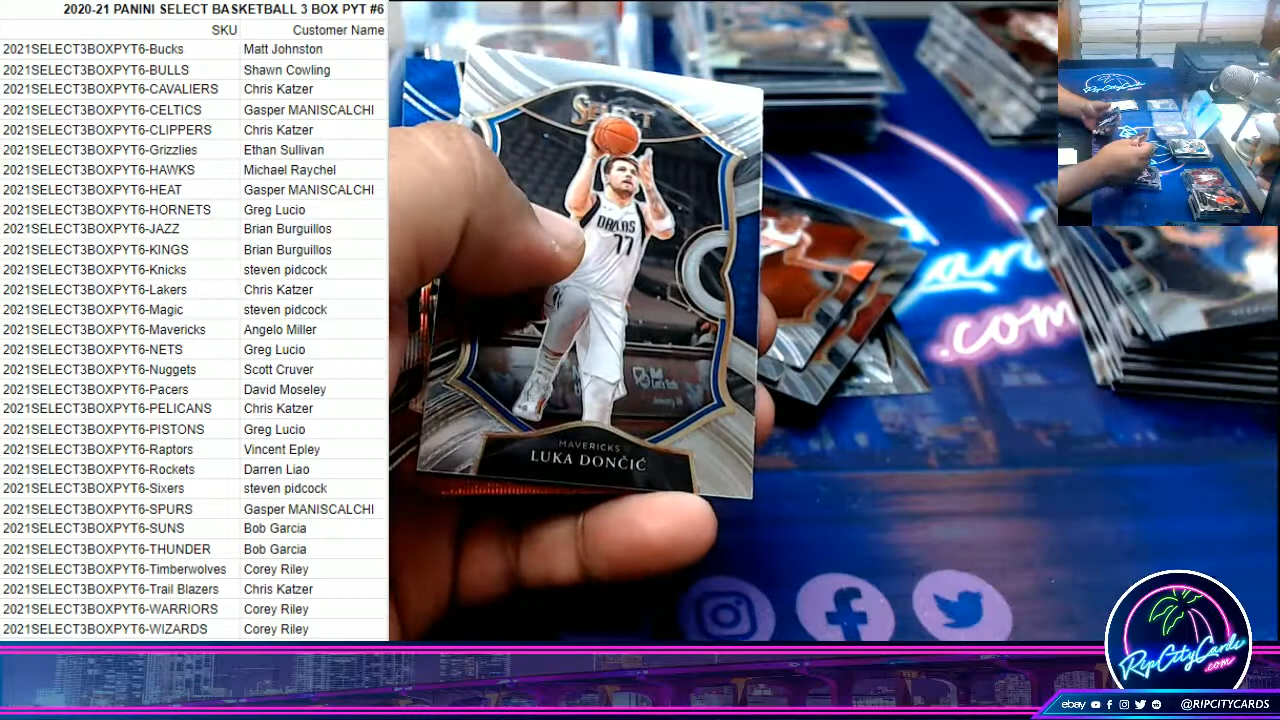 2020-21 PANINI SELECT BASKETBALL 3 BOX PYT #6
SKU Customer Name
2021SELECT3BOXPYT6-Bucks Matt Johnston
2021SELECT3BOXPYT6-BULLS Shawn Cowling
2021SELECT3BOXPYT6-CAVALIERS Chris Katzer
2021SELECT3BOXPYT6-CELTICS Gasper MANISCALCHI
2021SELECT3BOXPYT6-CLIPPERS Chris Katzer
2021SELECT3BOXPYT6-Grizzlies Ethan Sullivan
2021SELECT3BOXPYT6-HAWKS Michael Raychel
2021SELECT3BOXPYT6-HEAT Gasper MANISCALCHI
2021SELECT3BOXPYT6-HORNETS Greg Lucio
2021SELECT3BOXPYT6-JAZZ Brian Burguillos
2021SELECT3BOXPYT6-KINGS Brian Burguillos
2021SELECT3BOXPYT6-Knicks steven pidcock
2021SELECT3BOXPYT6-Lakers Chris Katzer
2021SELECT3BOXPYT6-Magic steven pidcock
2021SELECT3BOXPYT6-Mavericks Angelo Miller
2021SELECT3BOXPYT6-NETS Greg Lucio
2021SELECT3BOXPYT6-Nuggets Scott Cruver
2021SELECT3BOXPYT6-Pacers David Moseley
2021SELECT3BOXPYT6-PELICANS Chris Katzer
2021SELECT3BOXPYT6-PISTONS Greg Lucio
2021SELECT3BOXPYT6-Raptors Vincent Epley
2021SELECT3BOXPYT6-Rockets Darren Liao
2021SELECT3BOXPYT6-Sixers steven pidcock
2021SELECT3BOXPYT6-SPURS Gasper MANISCALCHI
2021SELECT3BOXPYT6-SUNS Bob Garcia
2021SELECT3BOXPYT6-THUNDER Bob Garcia
2021SELECT3BOXPYT6-Timberwolves Corey Riley
2021SELECT3BOXPYT6-Trail Blazers Chris Katzer
2021SELECT3BOXPYT6-WARRIORS Corey Riley
2021SELECT3BOXPYT6-WIZARDS Corey Riley
SELECT
DALLAS
77
MAVERICKS
LUKA DONČIĆ
.com
RipCityCards
.com
ebay @RIPCITYCARDS